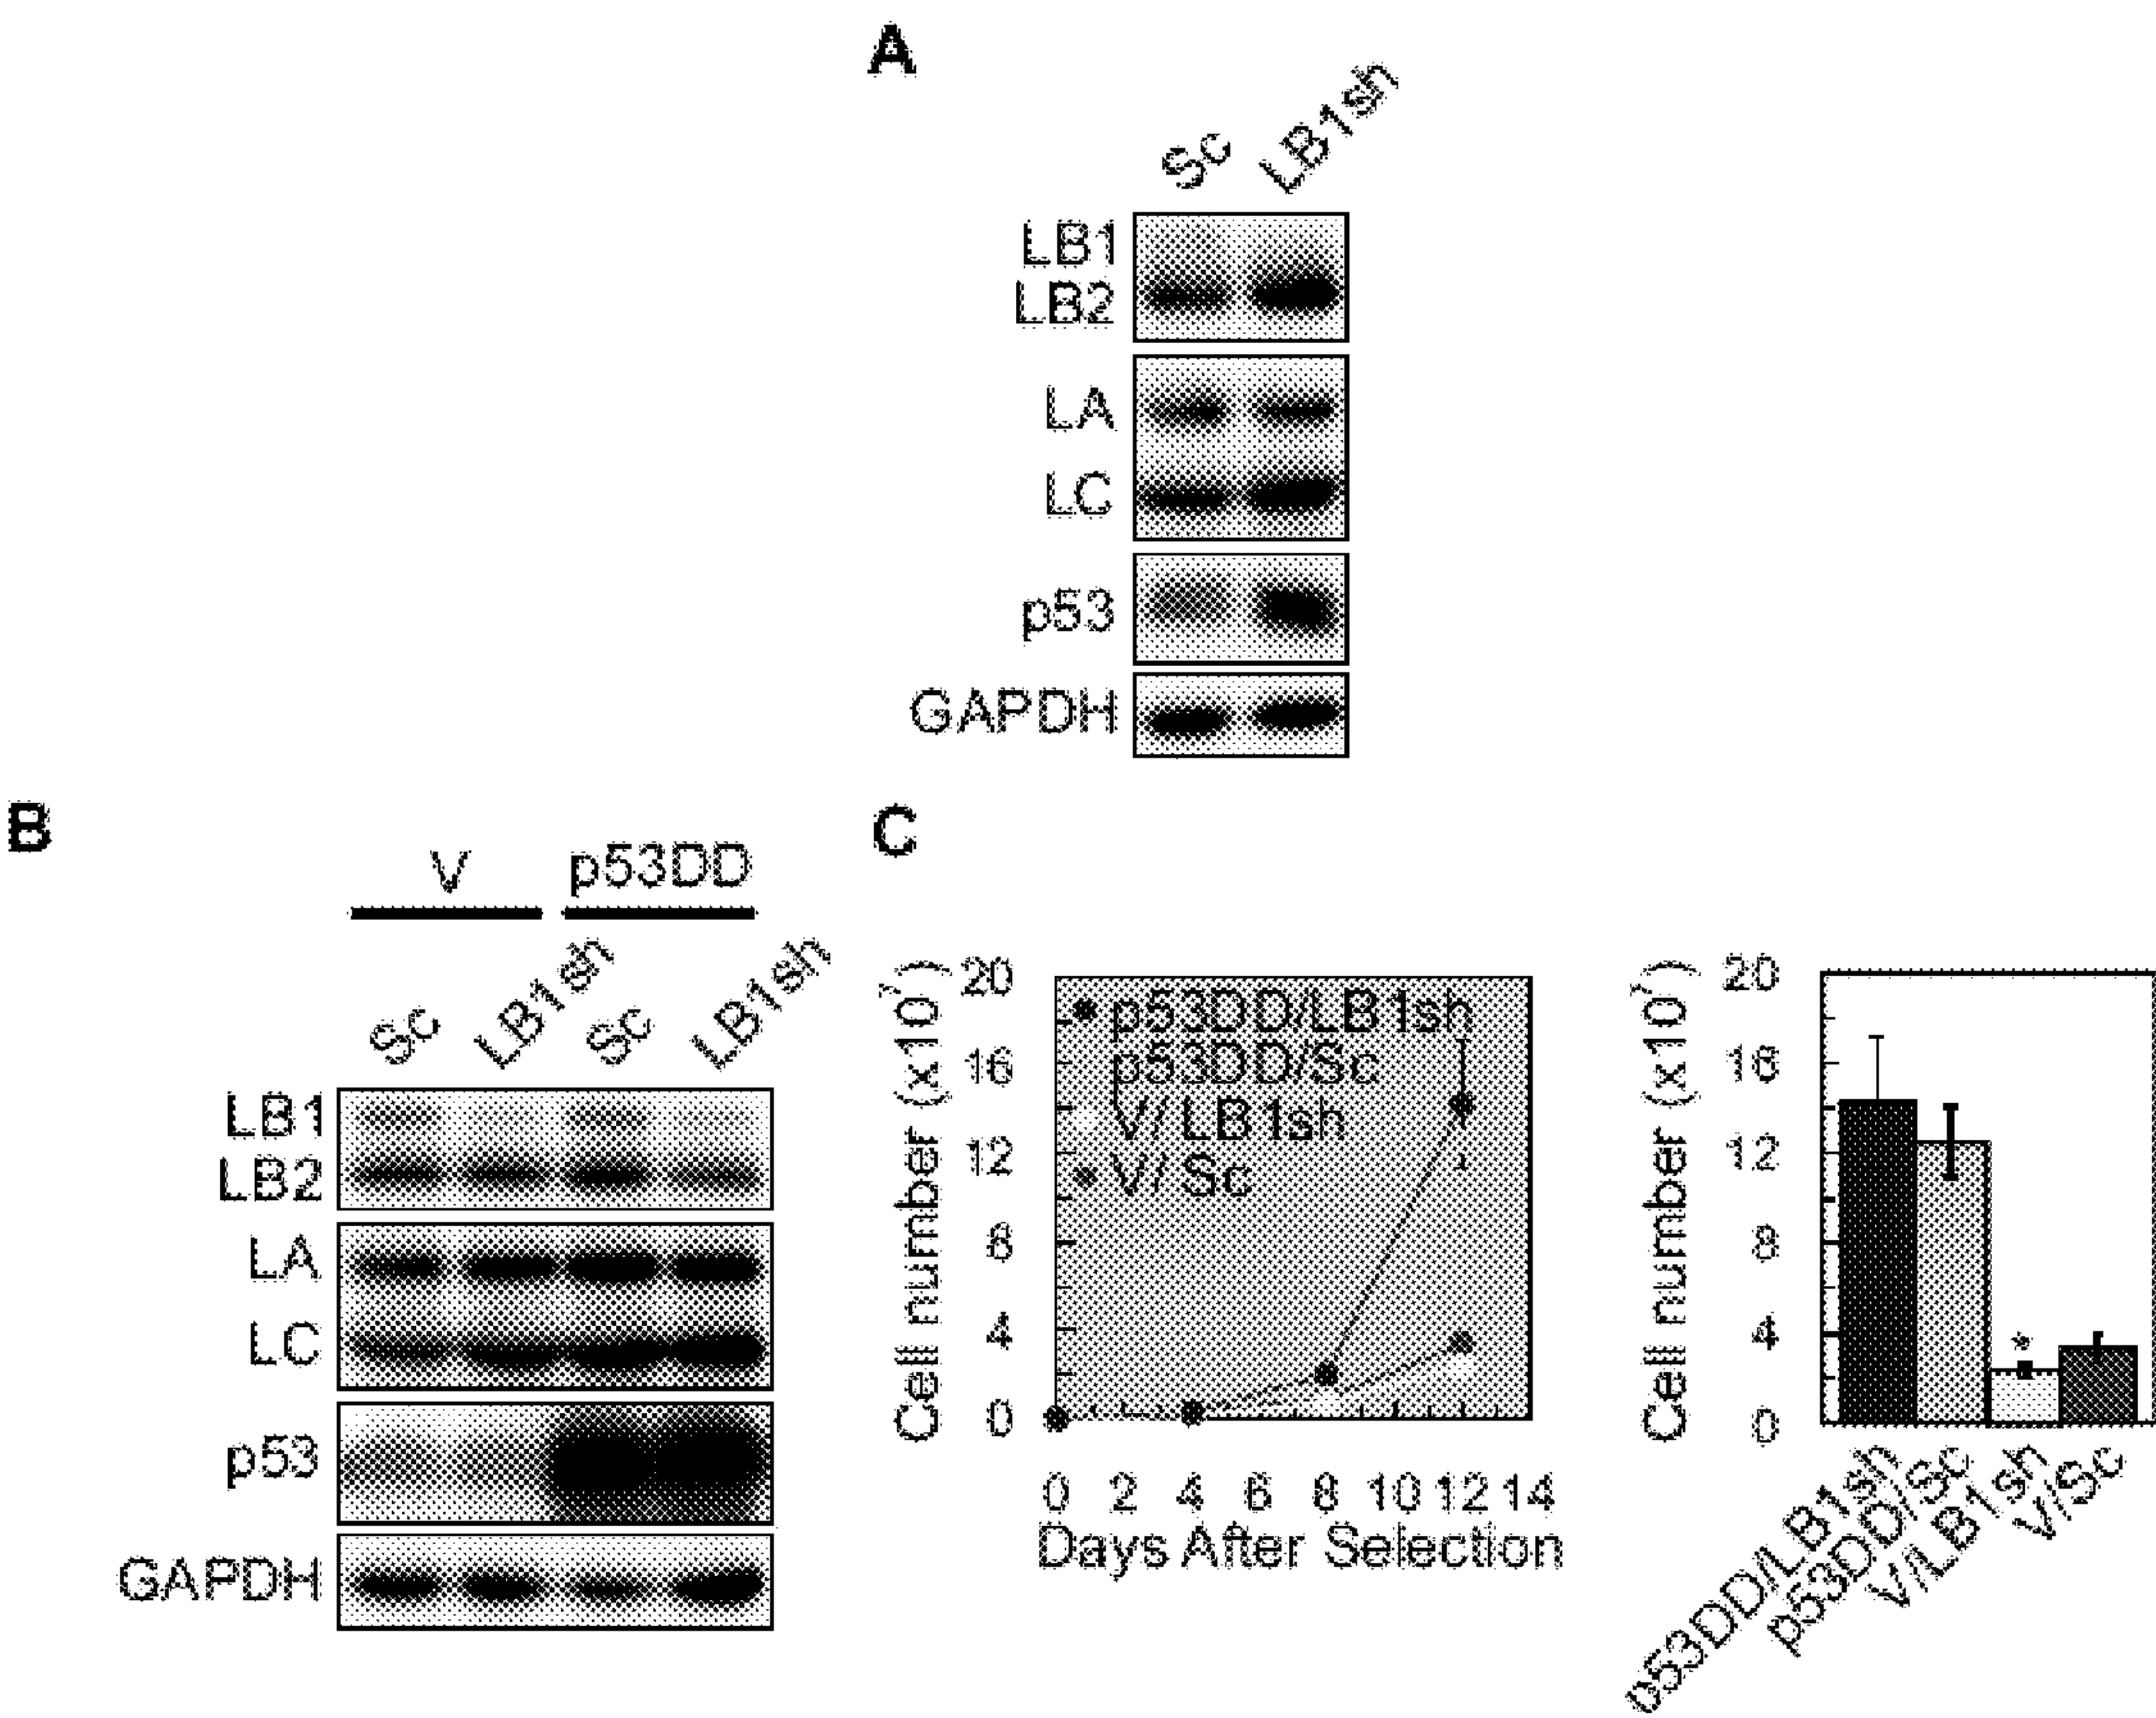 A
Sc LB1sh
LB1
LB2
LA
LC
p53
GAPDH
B
V p53DD
Sc LB1sh Sc LB1sh
LB1
LB2
LA
LC
p53
GAPDH
C
Cell number (x10⁷)
20
16
12
8
4
0
p53DD/LB1sh
p53DD/Sc
V/ LB1sh
V/ Sc
0 2 4 6 8 10 12 14
Days After Selection
Cell number (x10⁷)
20
16
12
8
4
0
*
p53DD/LB1sh
p53DD/Sc
V/LB1sh
V/Sc